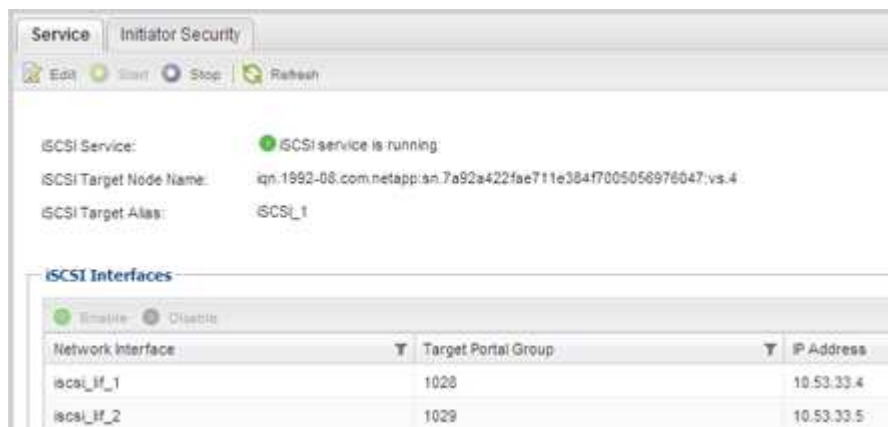 Service Initiator Security
Edit Start Stop Refresh
iSCSI Service: iSCSI service is running
iSCSI Target Node Name: iqn.1992-08.com.netapp:sn.7a92a422fae711e384f7005056976047:vs.4
iSCSI Target Alias: iSCSI_1
iSCSI Interfaces
Enable Disable
Network Interface Target Portal Group IP Address
iscsi_lif_1 1028 10.53.33.4
iscsi_lif_2 1029 10.53.33.5